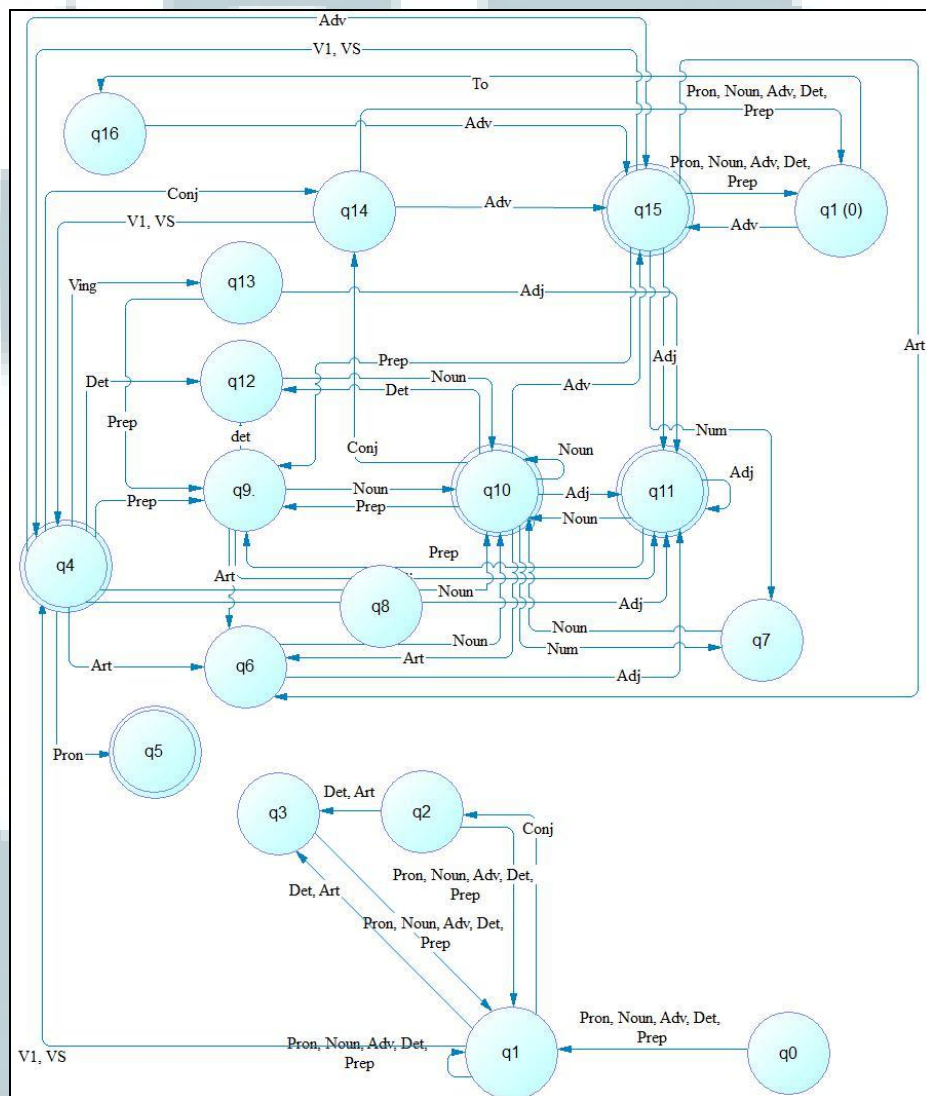 Adv
V1, VS
To
Pron, Noun, Adv, Det,
Prep
q16
Adv
Pron, Noun, Adv, Det,
Prep
Conj
q14
Adv
q15
Adv
q1 (0)
V1, VS
q13
Ving
Adj
Art
Prep
Adj
Det
q12
Noun
Det
Adv
Prep
det
Num
Conj
Noun
q9.
Noun
q10
Adj
q11
Adj
Prep
Prep
Noun
q4
Prep
Art
Noun
q8
Adj
Noun
q7
Noun
Num
Art
q6
Art
Adj
Pron
q5
Det, Art
q3
q2
Conj
Pron, Noun, Adv, Det,
Prep
Det, Art
Pron, Noun, Adv, Det,
Prep
Pron, Noun, Adv, Det,
Prep
V1, VS
Pron, Noun, Adv, Det,
Prep
q1
q0